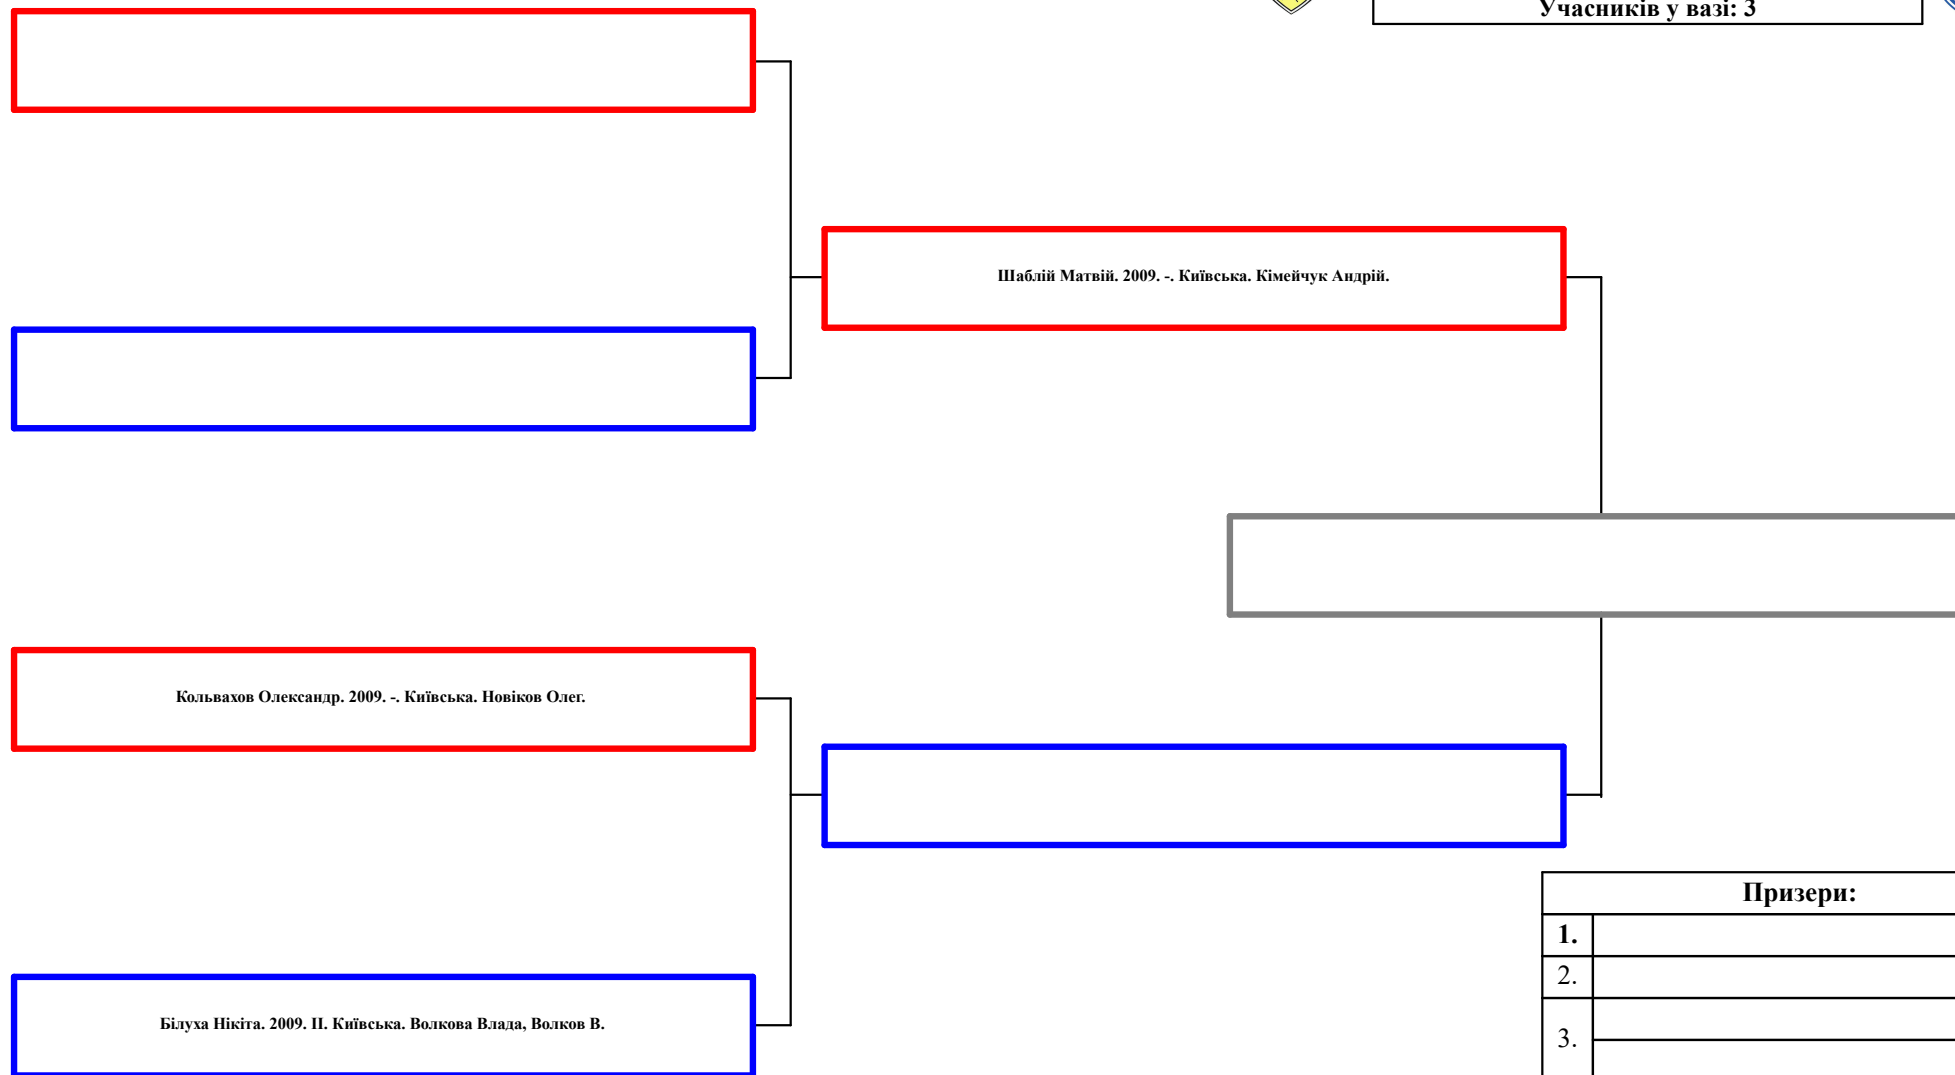 Учасників у вазі: 3
Шаблій Матвій. 2009. -. Київська. Кімейчук Андрій.
Кольвахов Олександр. 2009. -. Київська. Новіков Олег.
Білуха Нікіта. 2009. II. Київська. Волкова Влада, Волков В.
Призери:
1.
2.
3.